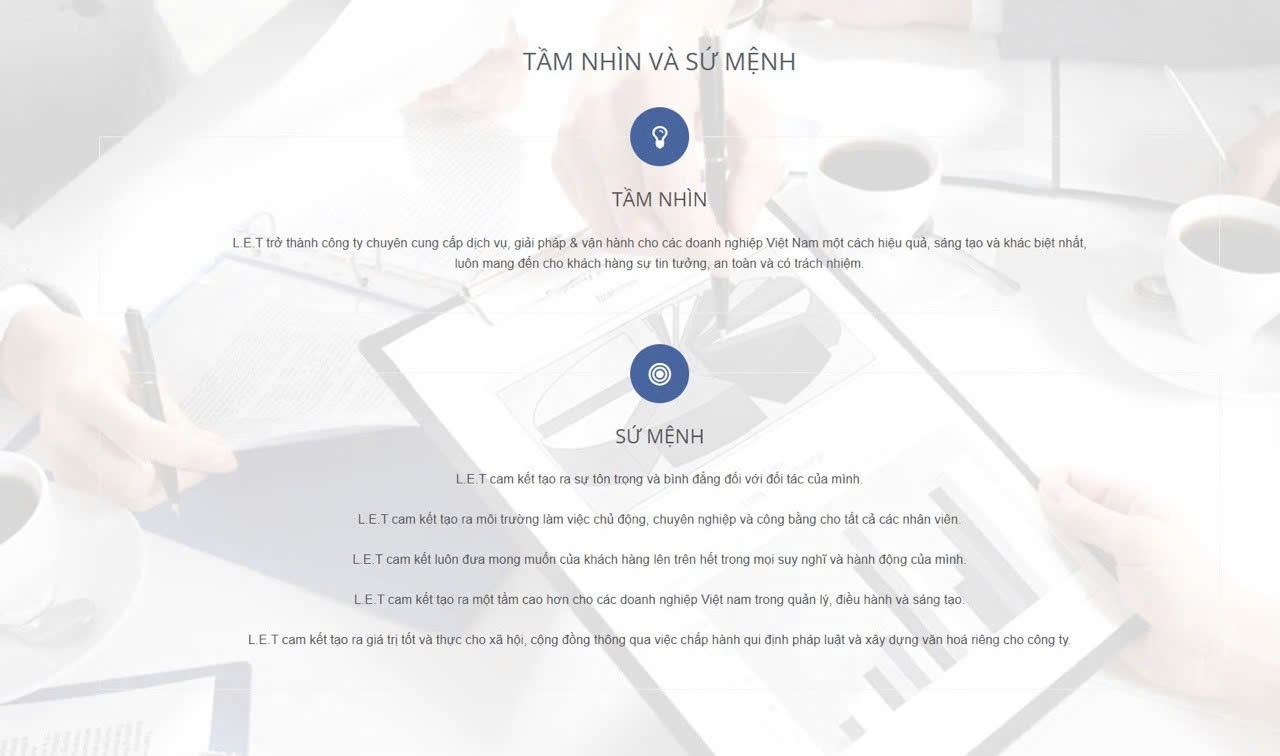 TẦM NHÌN VÀ SỨ MỆNH
TẦM NHÌN
L.E.T trở thành công ty chuyên cung cấp dịch vụ, giải pháp & vận hành cho các doanh nghiệp Việt Nam một cách hiệu quả, sáng tạo và khác biệt nhất,
luôn mang đến cho khách hàng sự tin tưởng, an toàn và có trách nhiệm.
SỨ MỆNH
L.E.T cam kết tạo ra sự tôn trọng và bình đẳng đối với đối tác của mình.
L.E.T cam kết tạo ra môi trường làm việc chủ động, chuyên nghiệp và công bằng cho tất cả các nhân viên.
L.E.T cam kết luôn đưa mong muốn của khách hàng lên trên hết trong mọi suy nghĩ và hành động của mình.
L.E.T cam kết tạo ra một tầm cao hơn cho các doanh nghiệp Việt nam trong quản lý, điều hành và sáng tạo.
L.E.T cam kết tạo ra giá trị tốt và thực cho xã hội, cộng đồng thông qua việc chấp hành qui định pháp luật và xây dựng văn hoá riêng cho công ty.